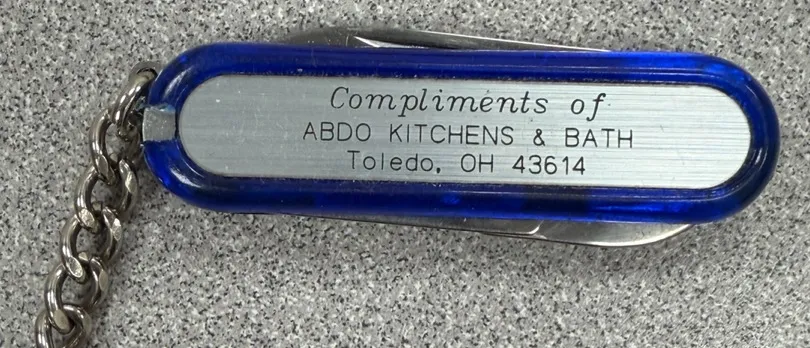 Compliments of
ABDO KITCHENS & BATH
Toledo, OH 43614